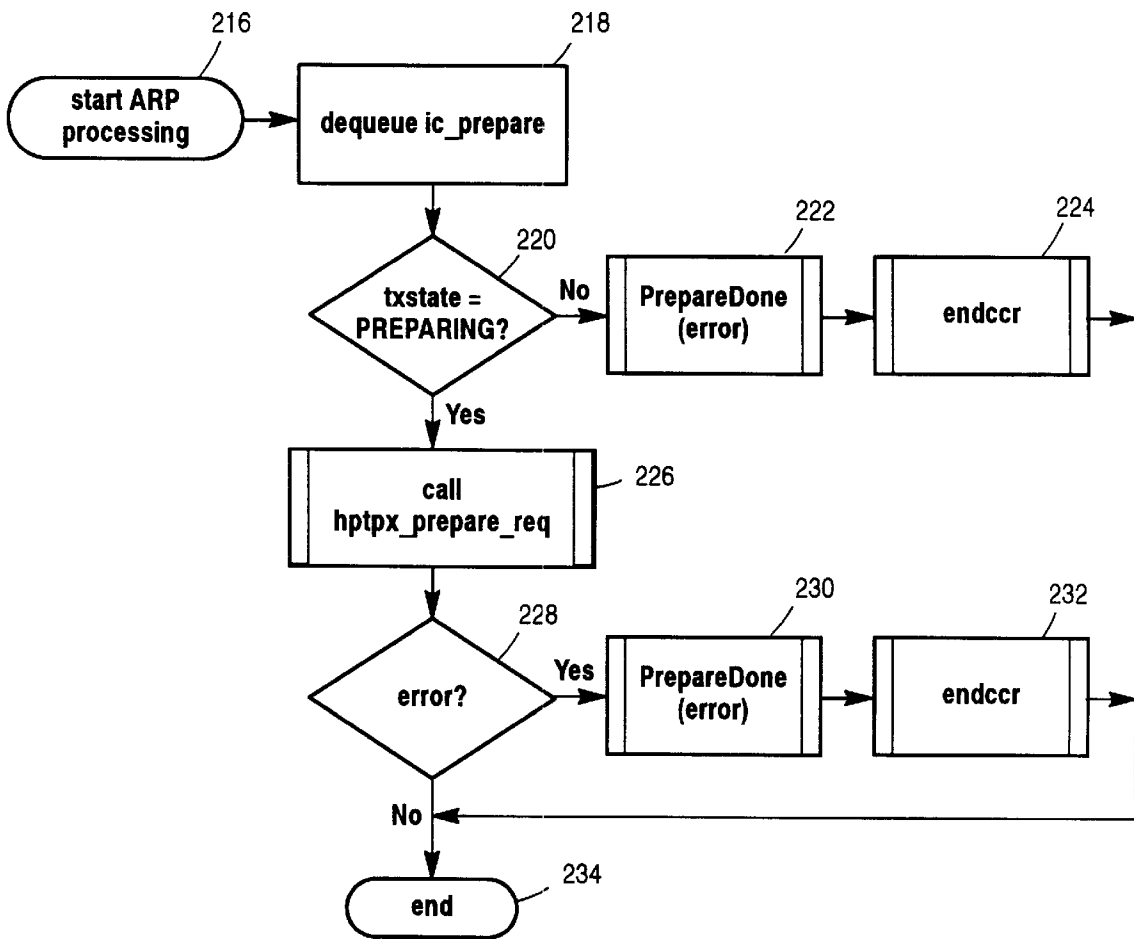 216
start ARP
processing
218
dequeue ic_prepare
220
txstate =
PREPARING?
No
222
PrepareDone
(error)
224
endccr
Yes
call
hptpx_prepare_req
226
228
error?
Yes
230
PrepareDone
(error)
232
endccr
No
end
234